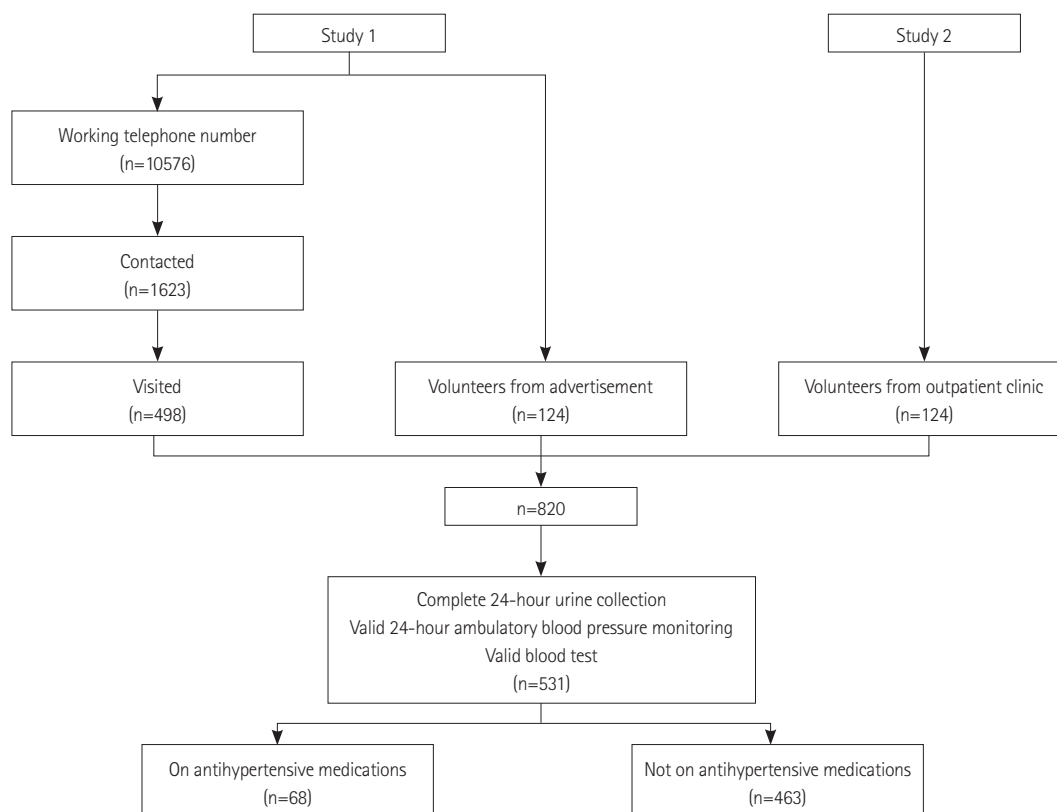 Study 1
Study 2
Working telephone number
(n=10576)
Contacted
(n=1623)
Visited
(n=498)
Volunteers from advertisement
(n=124)
Volunteers from outpatient clinic
(n=124)
n=820
Complete 24-hour urine collection
Valid 24-hour ambulatory blood pressure monitoring
Valid blood test
(n=531)
On antihypertensive medications
(n=68)
Not on antihypertensive medications
(n=463)